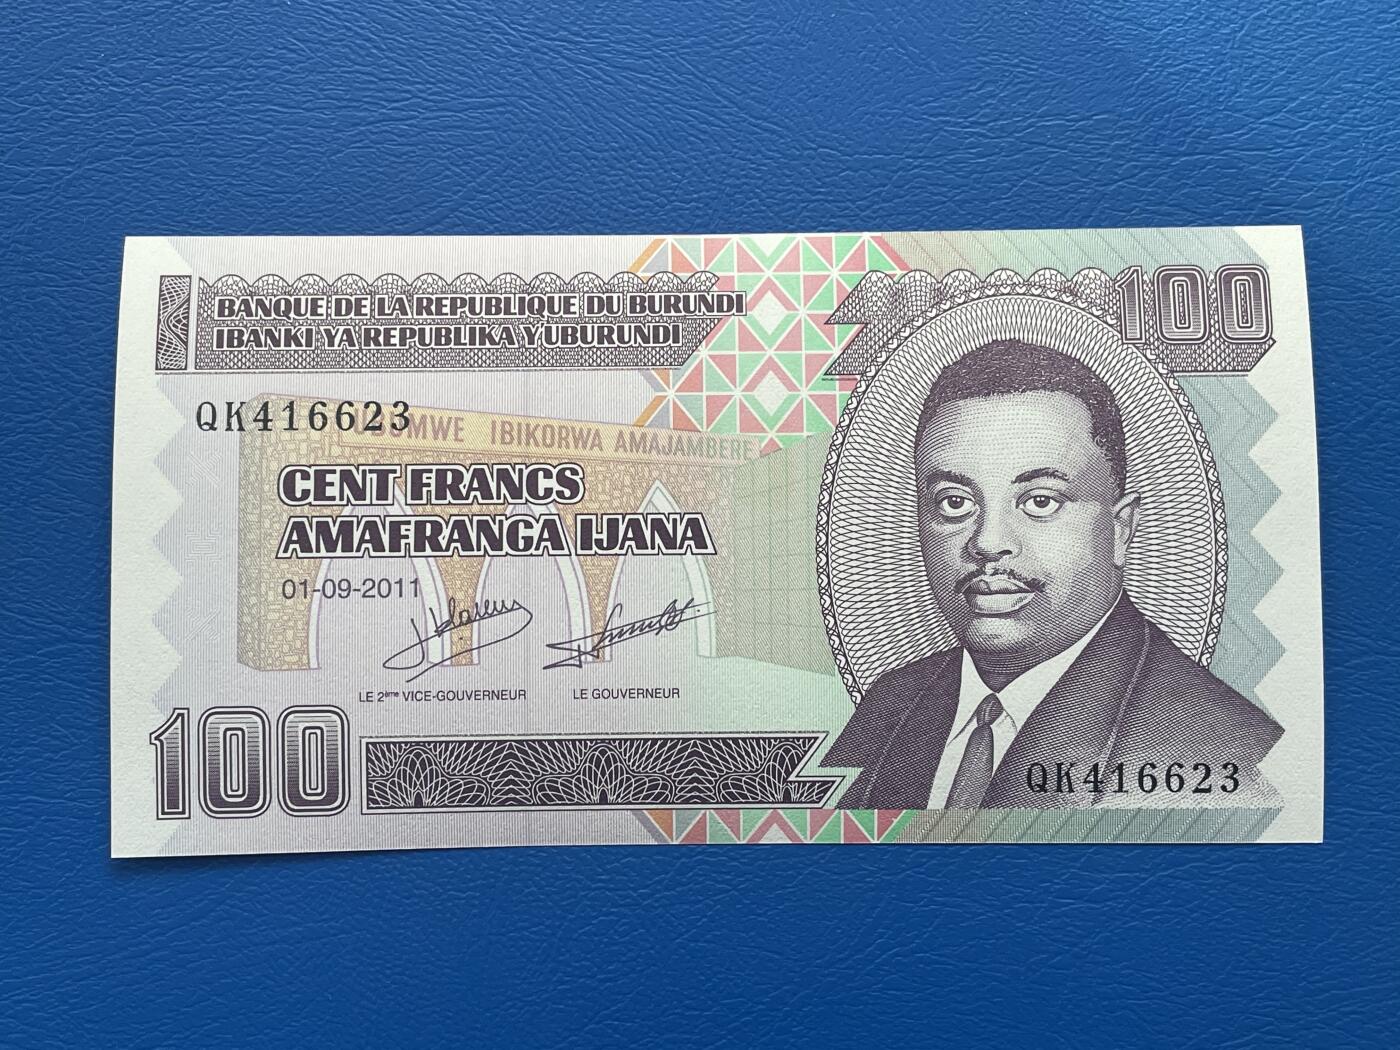 BANQUE DE LA REPUBLIQUE DU BURUNDI
IBANKI YA REPUBLIKA Y'UBURUNDI
100
QK416623
IBIKORWA AMAJAMBERE
CENT FRANCS
AMAFRANGA IJANA
01-09-2011
LE 2ème VICE-GOUVERNEUR
LE GOUVERNEUR
100
QK416623